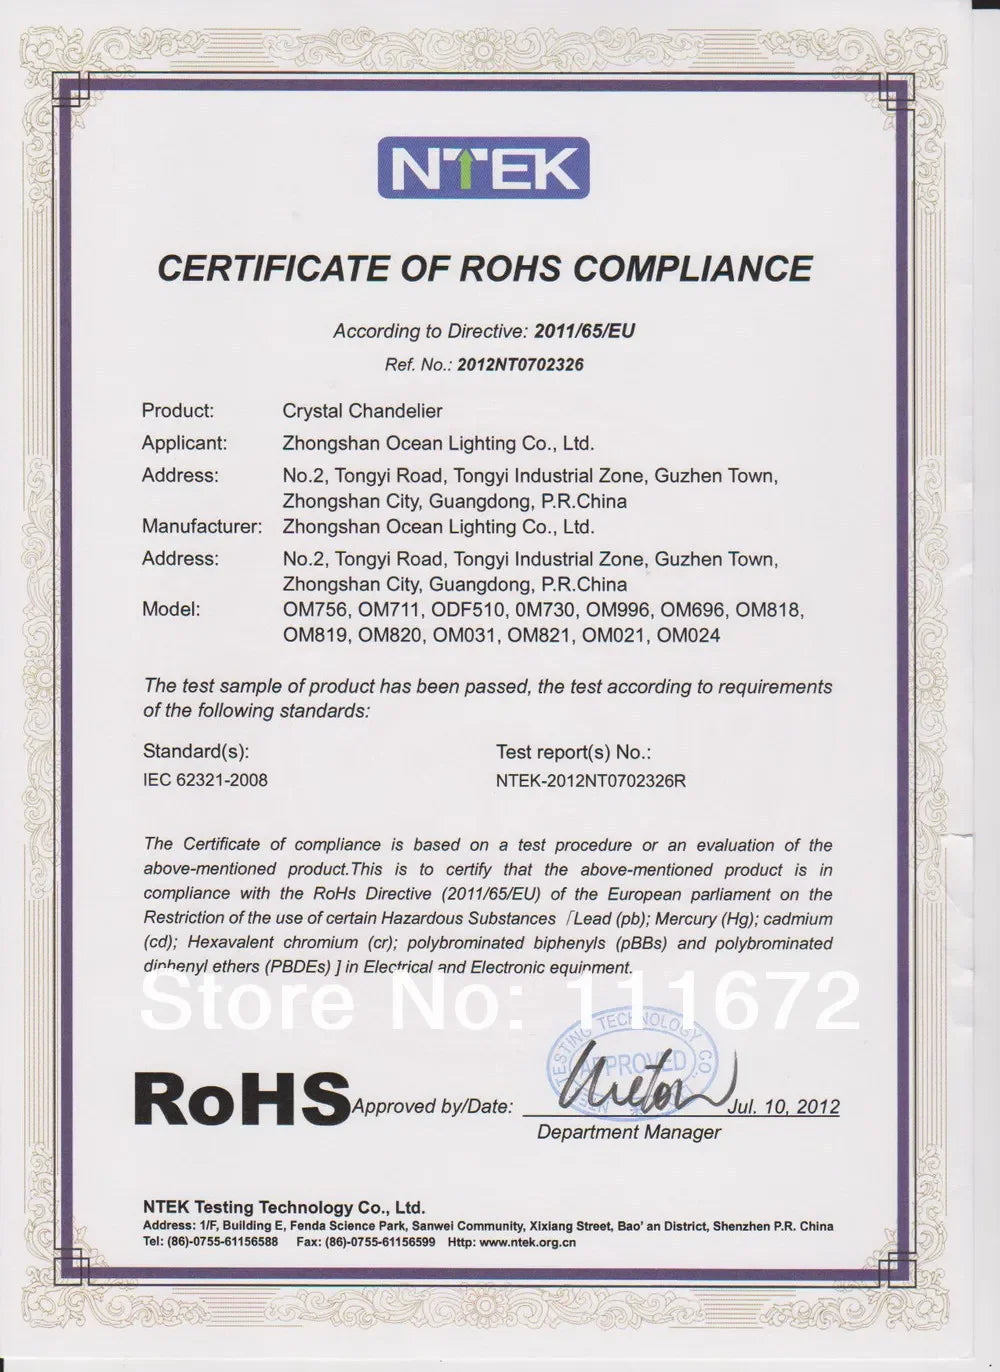 NTEK
CERTIFICATE OF ROHS COMPLIANCE
According to Directive: 2011/65/EU
Ref. No.: 2012NT0702326
Product: Crystal Chandelier
Applicant: Zhongshan Ocean Lighting Co., Ltd.
Address: No.2, Tongyi Road, Tongyi Industrial Zone, Guzhen Town,
Zhongshan City, Guangdong, P.R.China
Manufacturer: Zhongshan Ocean Lighting Co., Ltd.
Address: No.2, Tongyi Road, Tongyi Industrial Zone, Guzhen Town,
Zhongshan City, Guangdong, P.R.China
Model: OM756, OM711, ODF510, 0M730, OM996, OM696, OM818,
OM819, OM820, OM031, OM821, OM021, OM024
The test sample of product has been passed, the test according to requirements
of the following standards:
Standard(s): Test report(s) No.:
IEC 62321-2008 NTEK-2012NT0702326R
The Certificate of compliance is based on a test procedure or an evaluation of the
above-mentioned product.This is to certify that the above-mentioned product is in
compliance with the RoHs Directive (2011/65/EU) of the European parliament on the
Restriction of the use of certain Hazardous Substances「Lead (pb); Mercury (Hg); cadmium
(cd); Hexavalent chromium (cr); polybrominated biphenyls (pBBs) and polybrominated
diphenyl ethers (PBDEs) ] in Electrical and Electronic equipment.
Store No: 111672
TESTING TECHNOLOGY CO.
APPROVED
RoHS Approved by/Date: Jul. 10, 2012
Department Manager
NTEK Testing Technology Co., Ltd.
Address: 1/F, Building E, Fenda Science Park, Sanwei Community, Xixiang Street, Bao' an District, Shenzhen P.R. China
Tel: (86)-0755-61156588 Fax: (86)-0755-61156599 Http: www.ntek.org.cn